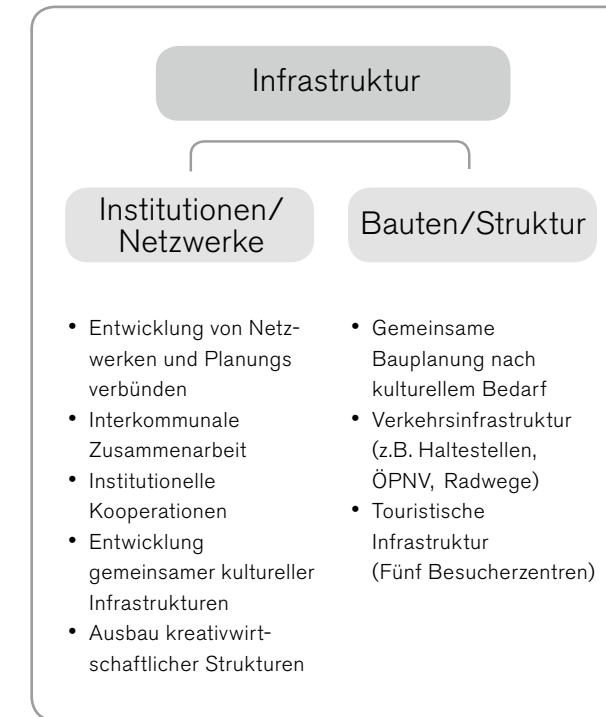 Infrastruktur
Institutionen/
Netzwerke
• Entwicklung von Netz-
werken und Planungs
verbünden
• Interkommunale
Zusammenarbeit
• Institutionelle
Kooperationen
• Entwicklung
gemeinsamer kultureller
Infrastrukturen
• Ausbau kreativwirt-
schaftlicher Strukturen
Bauten/Struktur
• Gemeinsame
Bauplanung nach
kulturellem Bedarf
• Verkehrsinfrastruktur
(z.B. Haltestellen,
ÖPNV, Radwege)
• Touristische
Infrastruktur
(Fünf Besucherzentren)